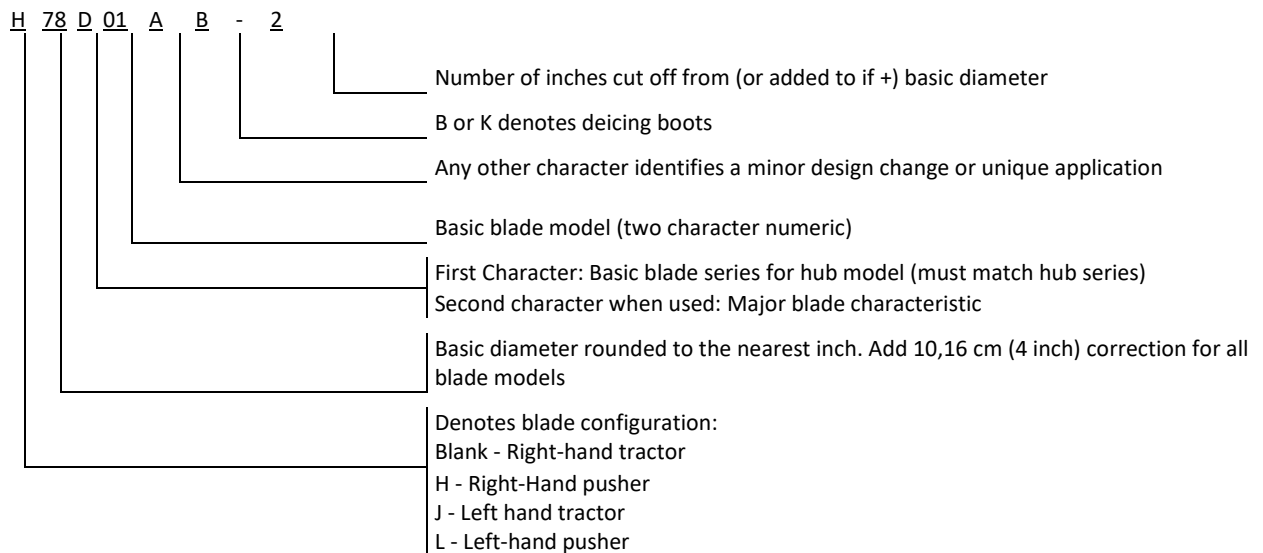 H 78 D 01 A B - 2
Number of inches cut off from (or added to if +) basic diameter
B or K denotes deicing boots
Any other character identifies a minor design change or unique application
Basic blade model (two character numeric)
First Character: Basic blade series for hub model (must match hub series)
Second character when used: Major blade characteristic
Basic diameter rounded to the nearest inch. Add 10,16 cm (4 inch) correction for all
blade models
Denotes blade configuration:
Blank - Right-hand tractor
H - Right-Hand pusher
J - Left hand tractor
L - Left-hand pusher